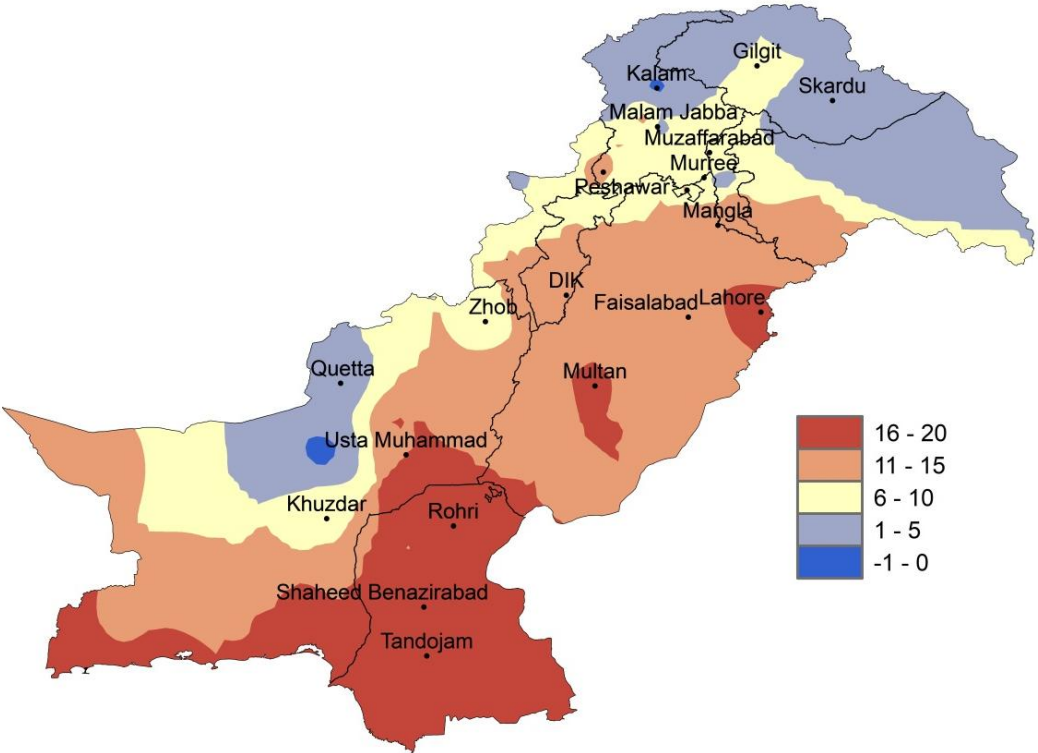 Gilgit
Kalam
Skardu
Malam Jabba
Muzaffarabad
Murree
Peshawar
Mangla
DIK
Zhob
Faisalabad
Lahore
Quetta
Multan
Usta Muhammad
Khuzdar
Rohri
Shaheed Benazirabad
Tandojam
16 - 20
11 - 15
6 - 10
1 - 5
-1 - 0